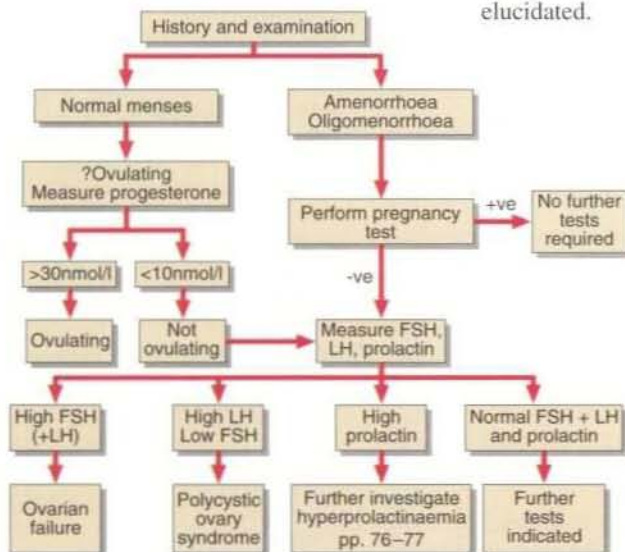 elucidated.
History and examination
Normal menses
Amenorrhoea
Oligomenorrhoea
?Ovulating
Measure progesterone
Perform pregnancy
test
+ve
No further
tests
required
>30nmol/l
<10nmol/l
-ve
Ovulating
Not
ovulating
Measure FSH,
LH, prolactin
High FSH
(+LH)
High LH
Low FSH
High
prolactin
Normal FSH + LH
and prolactin
Ovarian
failure
Polycystic
ovary
syndrome
Further investigate
hyperprolactinaemia
pp. 76–77
Further
tests
indicated